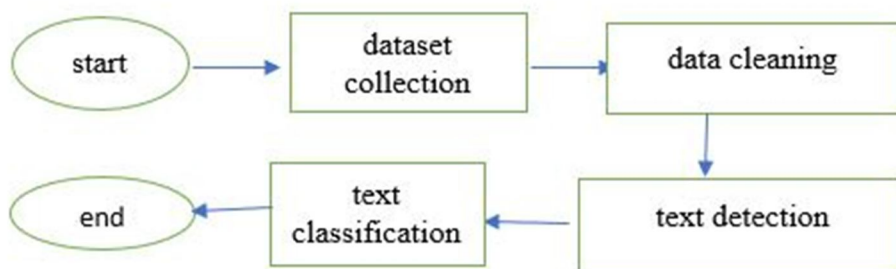 start
dataset
collection
data cleaning
text detection
text
classification
end